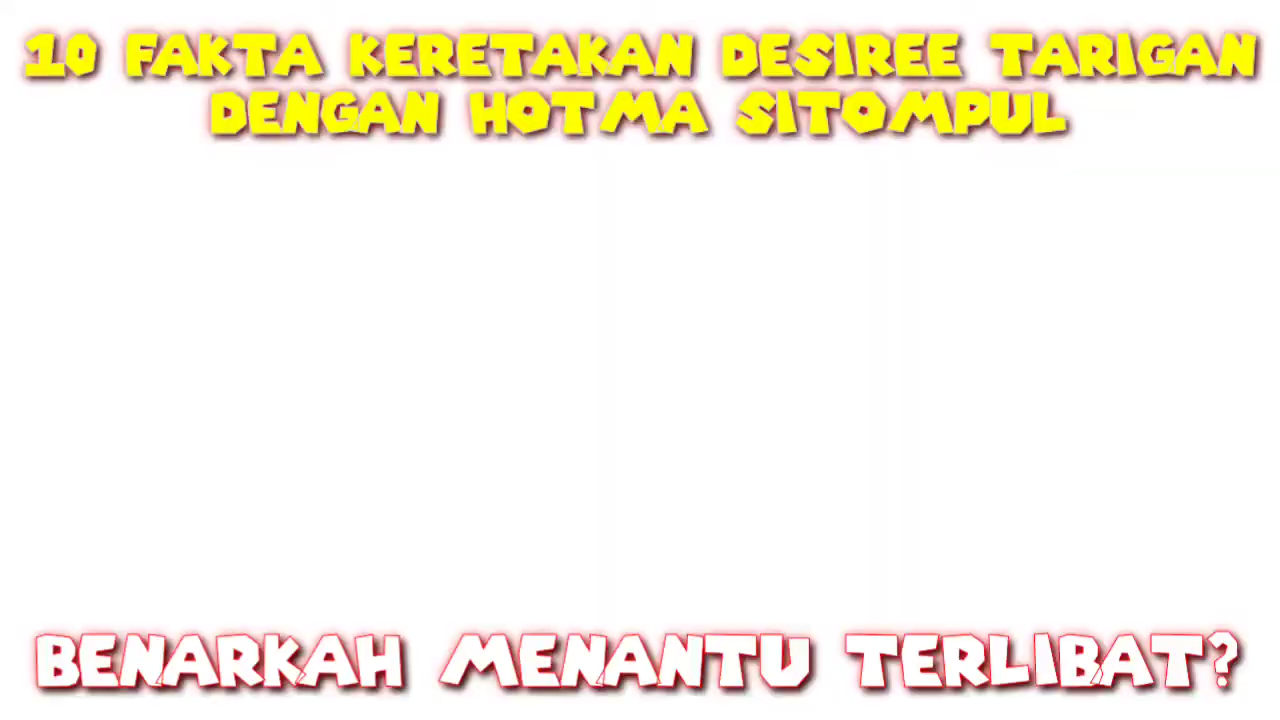 10 FAKTA KERETAKAN DESIREE TARIGAN
DENGAN HOTMA SITOMPUL
BENARKAH MENANTU TERLIBAT?